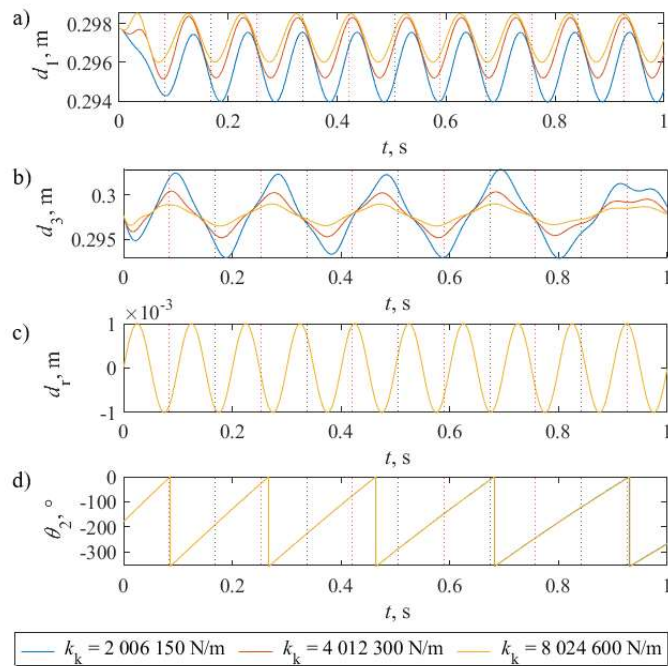 a)
0.298
0.296
0.294
d₁, m
0 0.2 0.4 0.6 0.8 1
t, s
b)
0.3
0.295
d₃, m
0 0.2 0.4 0.6 0.8 1
t, s
×10⁻³
c)
1
0
-1
dᵣ, m
0 0.2 0.4 0.6 0.8 1
t, s
d)
0
-100
-200
-300
θ₂, °
0 0.2 0.4 0.6 0.8 1
t, s
kₖ = 2 006 150 N/m kₖ = 4 012 300 N/m kₖ = 8 024 600 N/m